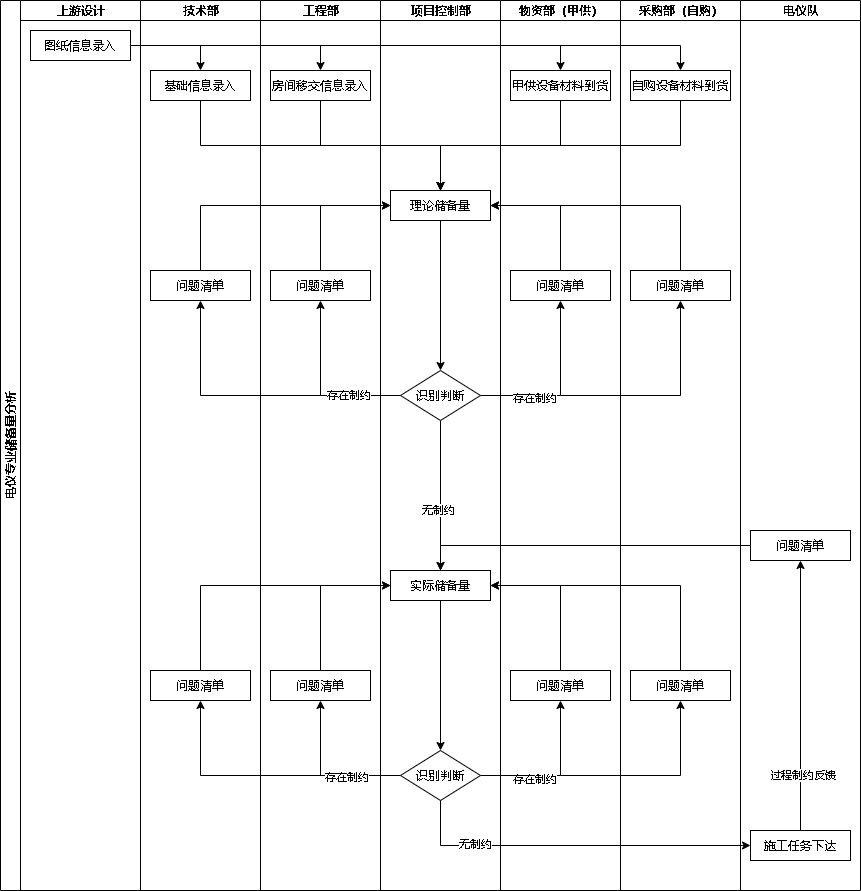 电仪专业储备量分析
上游设计
技术部
工程部
项目控制部
物资部（甲供）
采购部（自购）
电仪队
图纸信息录入
基础信息录入
房间移交信息录入
甲供设备材料到货
自购设备材料到货
理论储备量
问题清单
问题清单
问题清单
问题清单
存在制约
识别判断
存在制约
无制约
问题清单
实际储备量
问题清单
问题清单
问题清单
问题清单
存在制约
识别判断
存在制约
过程制约反馈
无制约
施工任务下达